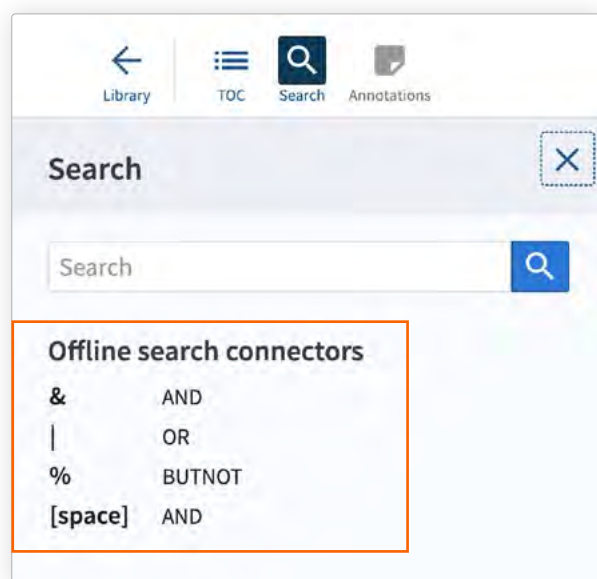 Library TOC Search Annotations
Search
Search
Offline search connectors
& AND
| OR
% BUTNOT
[space] AND